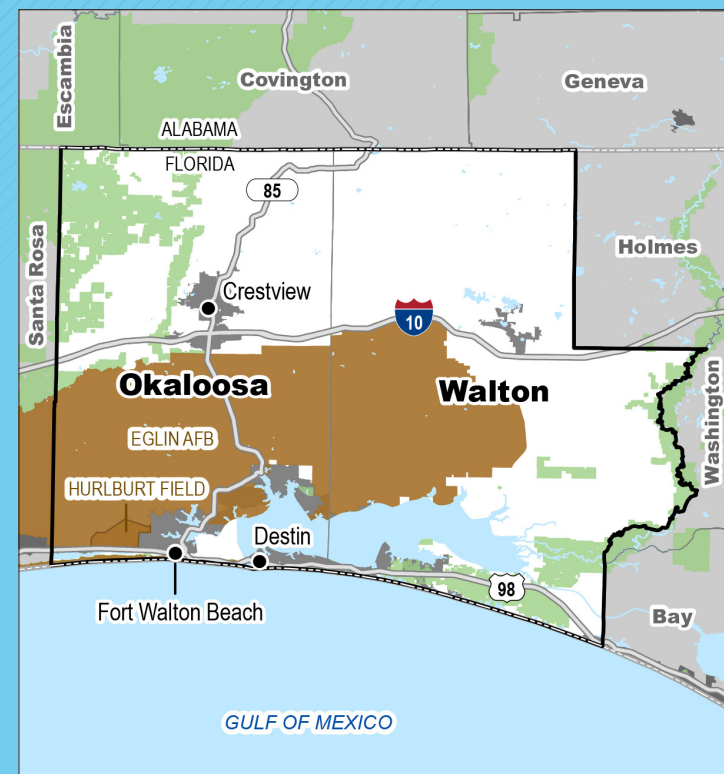 Escambia
Covington
Geneva
ALABAMA
FLORIDA
85
Santa Rosa
Holmes
Crestview
10
Okaloosa
Walton
Washington
EGLIN AFB
HURLBURT FIELD
Destin
98
Fort Walton Beach
Bay
GULF OF MEXICO